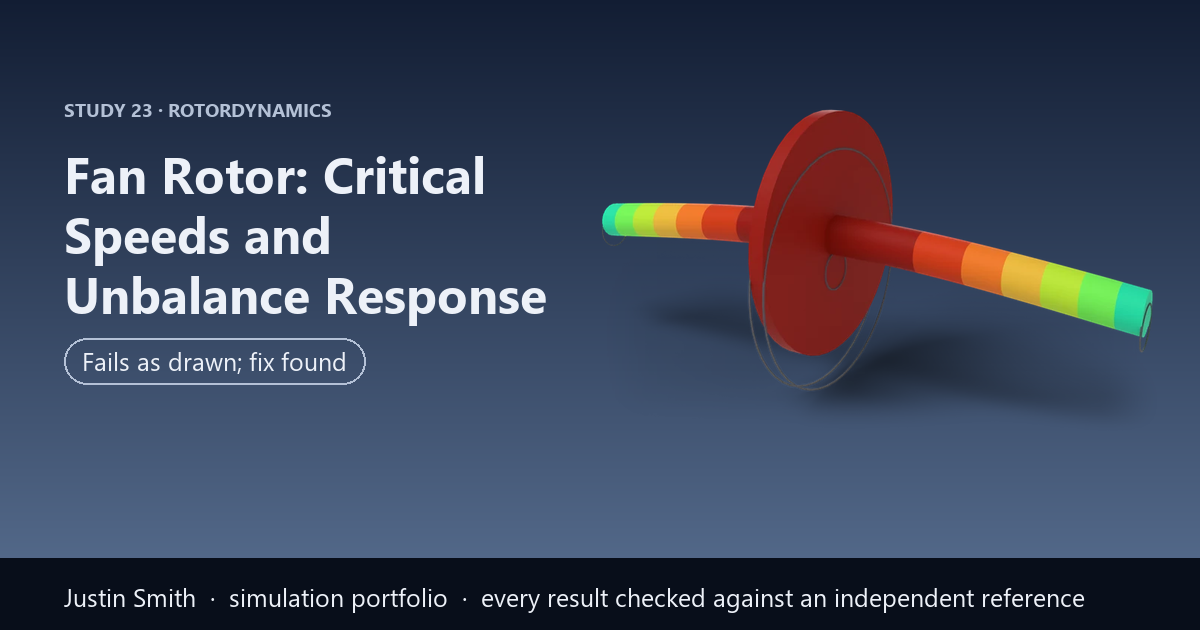 STUDY 23 · ROTORDYNAMICS
Fan Rotor: Critical
Speeds and
Unbalance Response
Fails as drawn; fix found
Justin Smith · simulation portfolio · every result checked against an independent reference